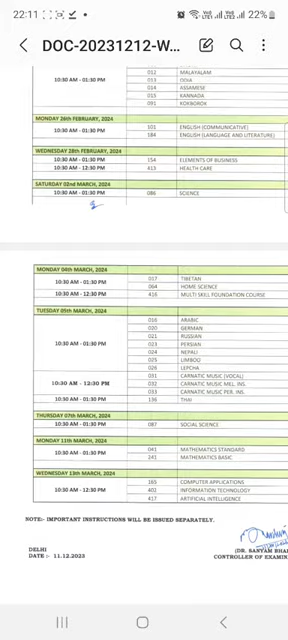 22:11
22%
DOC-20231212-W...
10:30 AM - 01:30 PM
012 MALAYALAM
013 ODIA
014 ASSAMESE
015 KANNADA
091 KOKBOROK
MONDAY 26th FEBRUARY, 2024
10:30 AM - 01:30 PM
101 ENGLISH (COMMUNICATIVE)
184 ENGLISH (LANGUAGE AND LITERATURE)
WEDNESDAY 28th FEBRUARY, 2024
10:30 AM - 01:30 PM 154 ELEMENTS OF BUSINESS
10:30 AM - 12:30 PM 413 HEALTH CARE
SATURDAY 02nd MARCH, 2024
10:30 AM - 01:30 PM 086 SCIENCE
MONDAY 04th MARCH, 2024
10:30 AM - 01:30 PM
017 TIBETAN
064 HOME SCIENCE
10:30 AM - 12:30 PM 416 MULTI SKILL FOUNDATION COURSE
TUESDAY 05th MARCH, 2024
10:30 AM - 01:30 PM
016 ARABIC
020 GERMAN
021 RUSSIAN
023 PERSIAN
024 NEPALI
025 LIMBOO
026 LEPCHA
10:30 AM - 12:30 PM
031 CARNATIC MUSIC (VOCAL)
032 CARNATIC MUSIC MEL. INS.
033 CARNATIC MUSIC PER. INS.
10:30 AM - 01:30 PM 136 THAI
THURSDAY 07th MARCH, 2024
10:30 AM - 01:30 PM 087 SOCIAL SCIENCE
MONDAY 11th MARCH, 2024
10:30 AM - 01:30 PM
041 MATHEMATICS STANDARD
241 MATHEMATICS BASIC
WEDNESDAY 13th MARCH, 2024
10:30 AM - 12:30 PM
165 COMPUTER APPLICATIONS
402 INFORMATION TECHNOLOGY
417 ARTIFICIAL INTELLIGENCE
NOTE:- IMPORTANT INSTRUCTIONS WILL BE ISSUED SEPARATELY.
DELHI
DATE :- 11.12.2023
(DR. SANYAM BHA
CONTROLLER OF EXAMIN